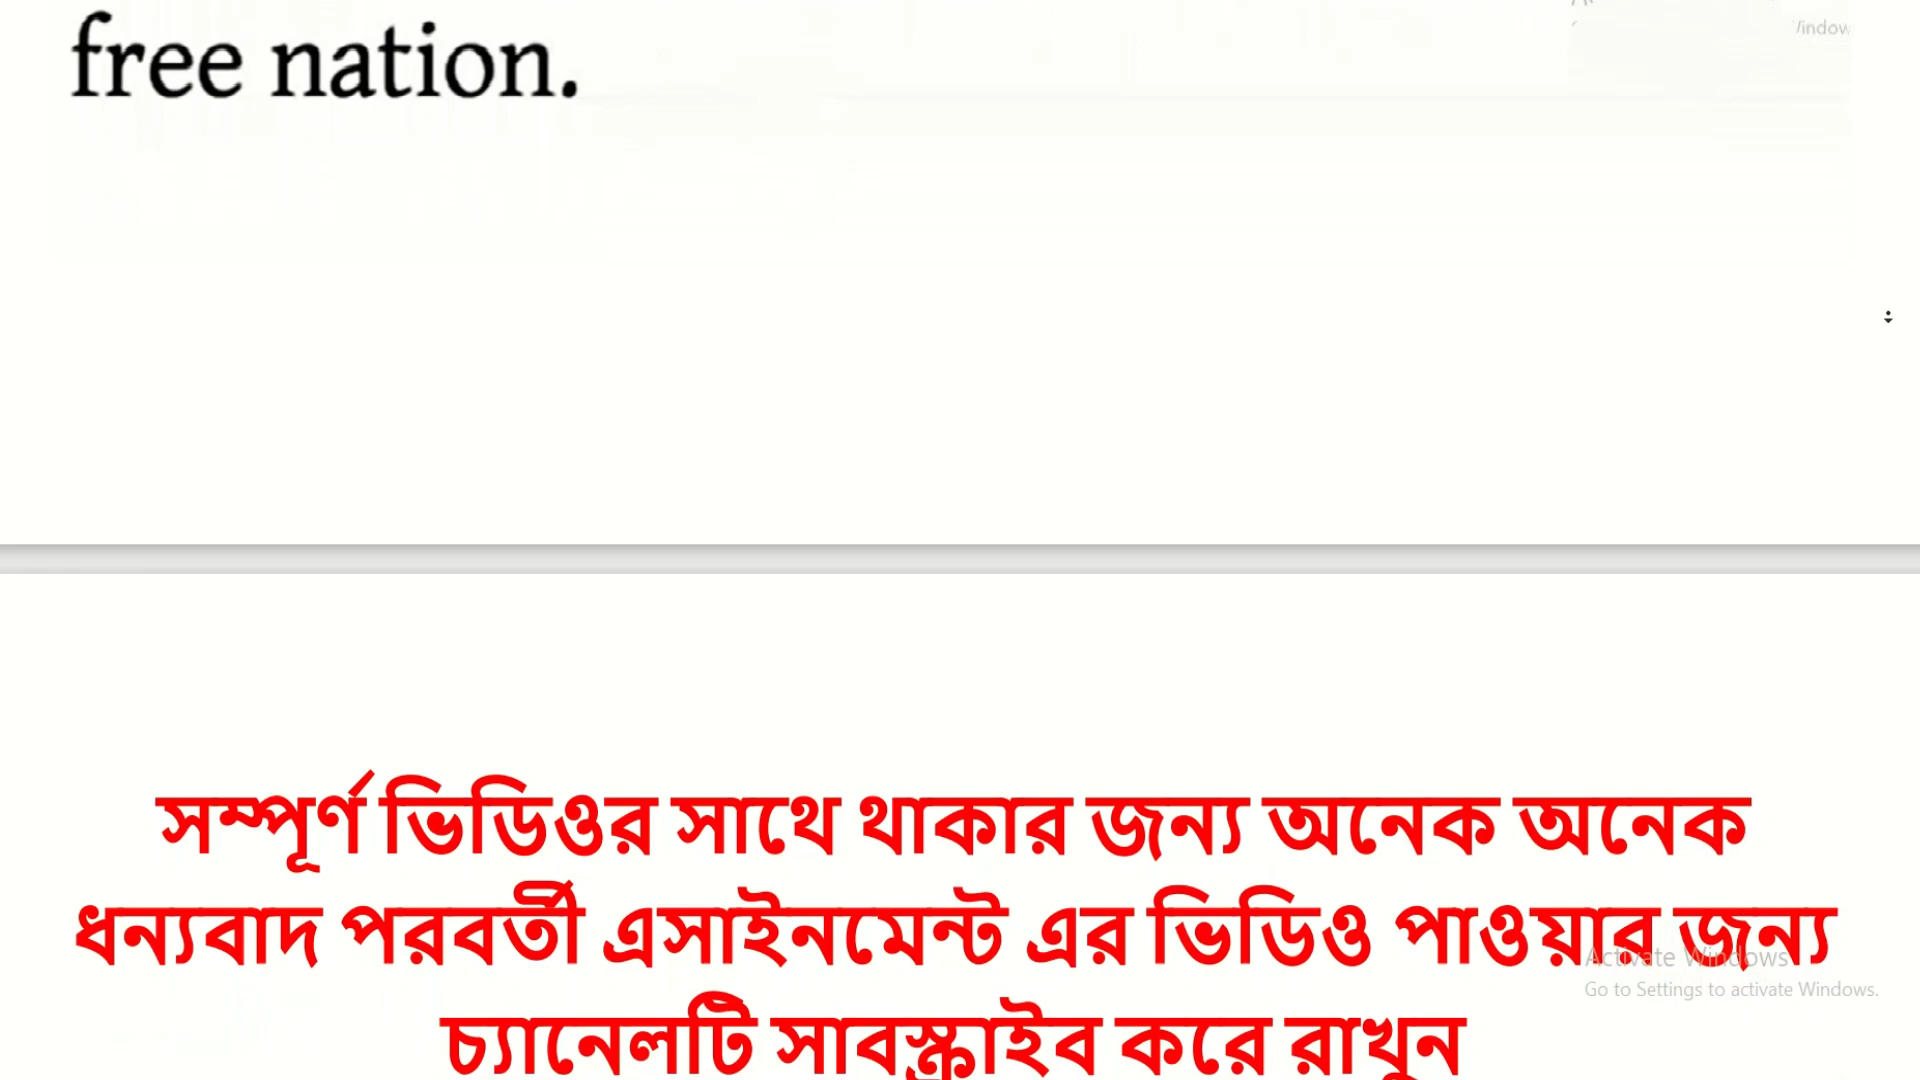 free nation.
সম্পূর্ণ ভিডিওর সাথে থাকার জন্য অনেক অনেক
ধন্যবাদ পরবর্তী এসাইনমেন্ট এর ভিডিও পাওয়ার জন্য
Activate Windows
Go to Settings to activate Windows.
চ্যানেলটি সাবস্ক্রাইব করে রাখুন